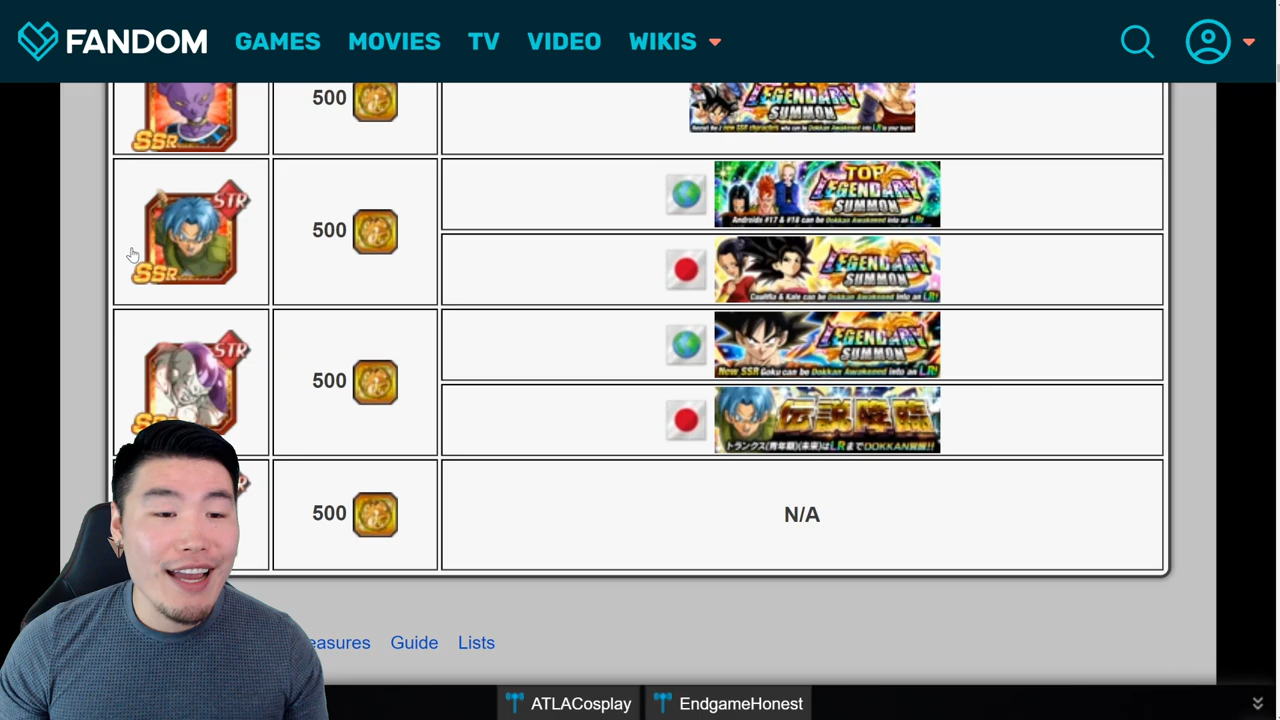 FANDOM GAMES MOVIES TV VIDEO WIKIS
SSR
500
LEGENDARY
SUMMON
STR
SSR
500
TOP
LEGENDARY
SUMMON
Androids #17 & #18 can be Dokkan Awakened into an LR!
LEGENDARY
SUMMON
Caulifla & Kale can be Dokkan Awakened into an LR!
STR
500
LEGENDARY
SUMMON
New SSR Goku can be Dokkan Awakened into an LR!
伝説降臨
トランクス(青年期)(未来)はLRまでDOKKAN覚醒!!
500
N/A
easures Guide Lists
ATLACosplay EndgameHonest